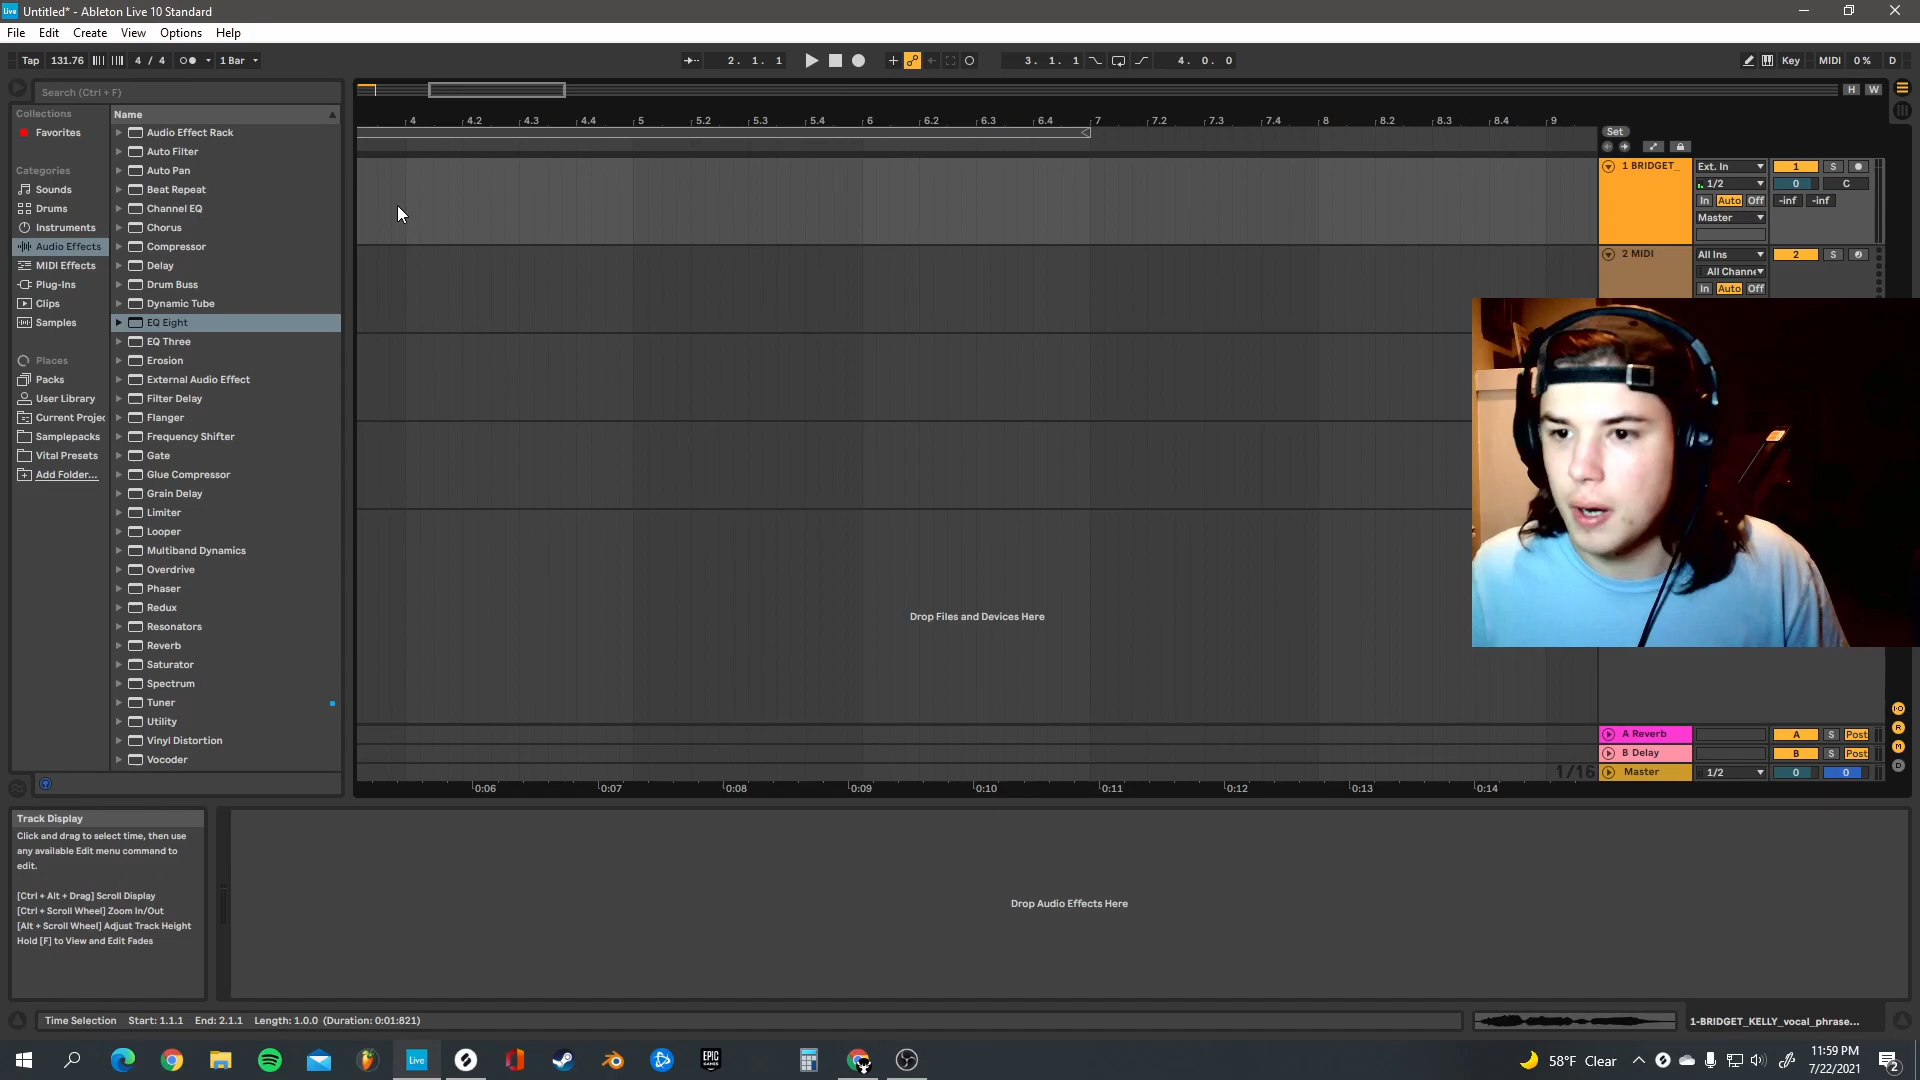 Live Untitled* - Ableton Live 10 Standard
File Edit Create View Options Help
Tap 131.76 4 / 4 1 Bar 2. 1. 1 3. 1. 1 4. 0. 0 Key MIDI 0 % D
Search (Ctrl + F)
H W
Collections
Favorites
Categories
Sounds
Drums
Instruments
Audio Effects
MIDI Effects
Plug-Ins
Clips
Samples
Places
Packs
User Library
Current Projec
Samplepacks
Vital Presets
Add Folder...
Name
Audio Effect Rack
Auto Filter
Auto Pan
Beat Repeat
Channel EQ
Chorus
Compressor
Delay
Drum Buss
Dynamic Tube
EQ Eight
EQ Three
Erosion
External Audio Effect
Filter Delay
Flanger
Frequency Shifter
Gate
Glue Compressor
Grain Delay
Limiter
Looper
Multiband Dynamics
Overdrive
Phaser
Redux
Resonators
Reverb
Saturator
Spectrum
Tuner
Utility
Vinyl Distortion
Vocoder
4 4.2 4.3 4.4 5 5.2 5.3 5.4 6 6.2 6.3 6.4 7 7.2 7.3 7.4 8 8.2 8.3 8.4 9
Set
1 BRIDGET_ Ext. In 1 S
1/2 0 C
In Auto Off -inf -inf
Master
2 MIDI All Ins 2 S
All Channe
In Auto Off
Drop Files and Devices Here
A Reverb A S Post
B Delay B S Post
1/16 Master 1/2 0 0
0:06 0:07 0:08 0:09 0:10 0:11 0:12 0:13 0:14
Track Display
Click and drag to select time, then use
any available Edit menu command to
edit.
[Ctrl + Alt + Drag] Scroll Display
[Ctrl + Scroll Wheel] Zoom In/Out
[Alt + Scroll Wheel] Adjust Track Height
Hold [F] to View and Edit Fades
Drop Audio Effects Here
Time Selection Start: 1.1.1 End: 2.1.1 Length: 1.0.0 (Duration: 0:01:821)
1-BRIDGET_KELLY_vocal_phrase...
Live
EPIC GAMES
58°F Clear
11:59 PM
7/22/2021
2